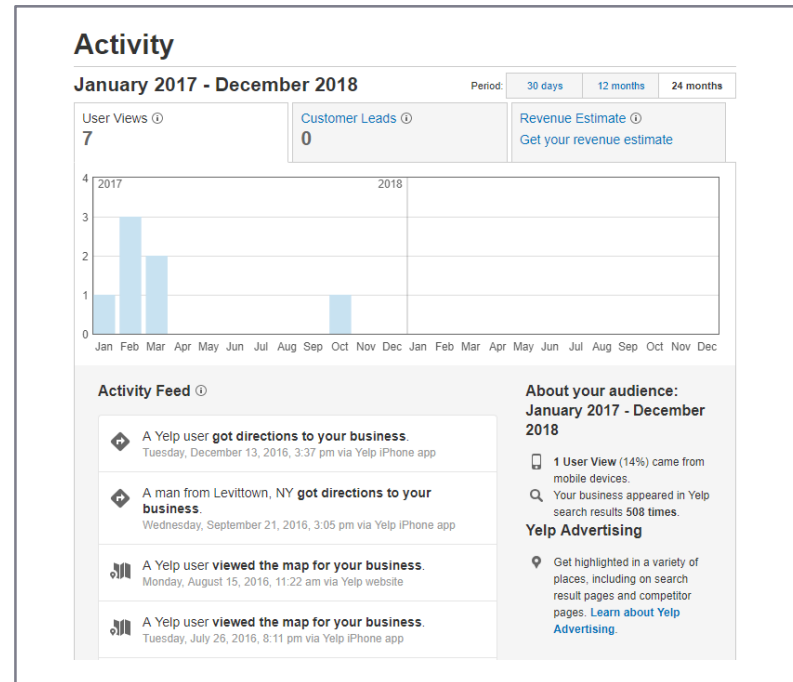 Activity
January 2017 - December 2018
Period: 30 days 12 months 24 months
User Views
7
Customer Leads
0
Revenue Estimate
Get your revenue estimate
4
2017 2018
3
2
1
0
Jan Feb Mar Apr May Jun Jul Aug Sep Oct Nov Dec Jan Feb Mar Apr May Jun Jul Aug Sep Oct Nov Dec
Activity Feed
A Yelp user got directions to your business.
Tuesday, December 13, 2016, 3:37 pm via Yelp iPhone app
A man from Levittown, NY got directions to your
business.
Wednesday, September 21, 2016, 3:05 pm via Yelp iPhone app
A Yelp user viewed the map for your business.
Monday, August 15, 2016, 11:22 am via Yelp website
A Yelp user viewed the map for your business.
Tuesday, July 26, 2016, 8:11 pm via Yelp iPhone app
About your audience:
January 2017 - December
2018
1 User View (14%) came from
mobile devices.
Your business appeared in Yelp
search results 508 times.
Yelp Advertising
Get highlighted in a variety of
places, including on search
result pages and competitor
pages. Learn about Yelp
Advertising.